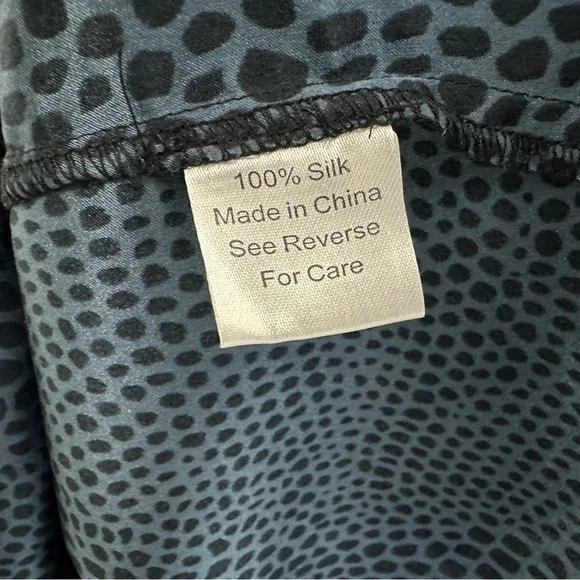 100% Silk
Made in China
See Reverse
For Care